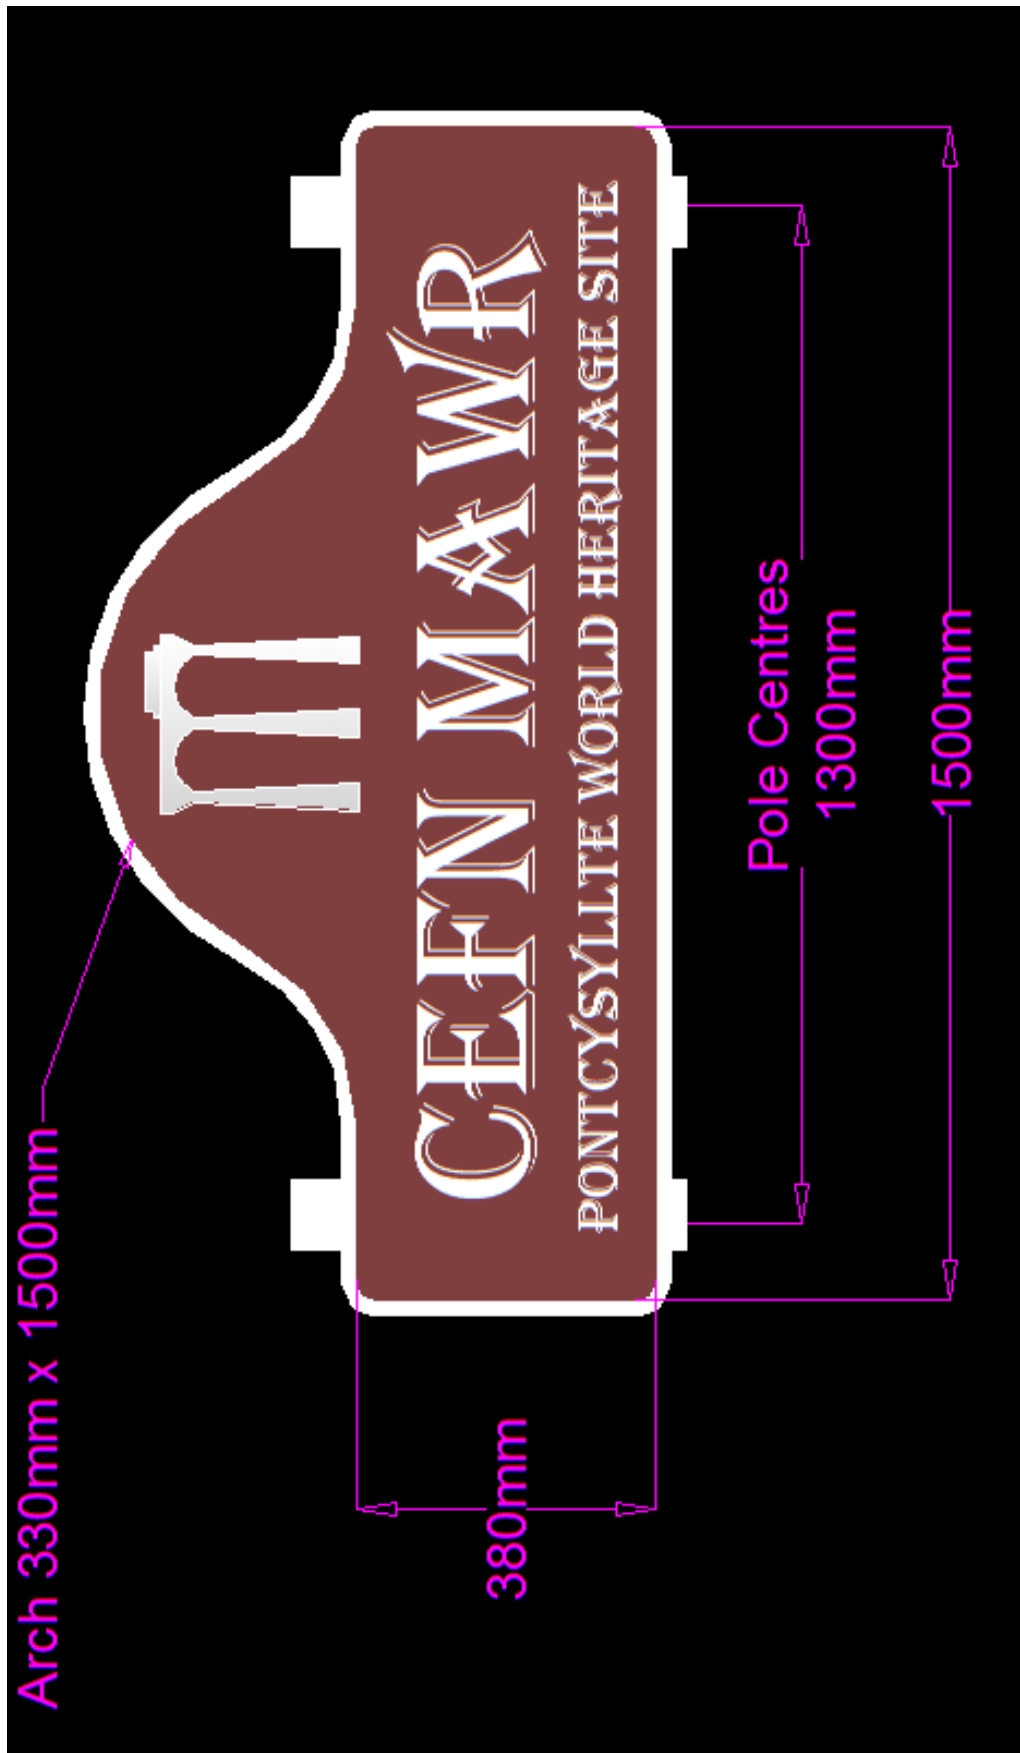 Arch 330mm x 1500mm
CEFN MAWR
PONTCYSYLLTE WORLD HERITAGE SITE
380mm
Pole Centres
1300mm
1500mm